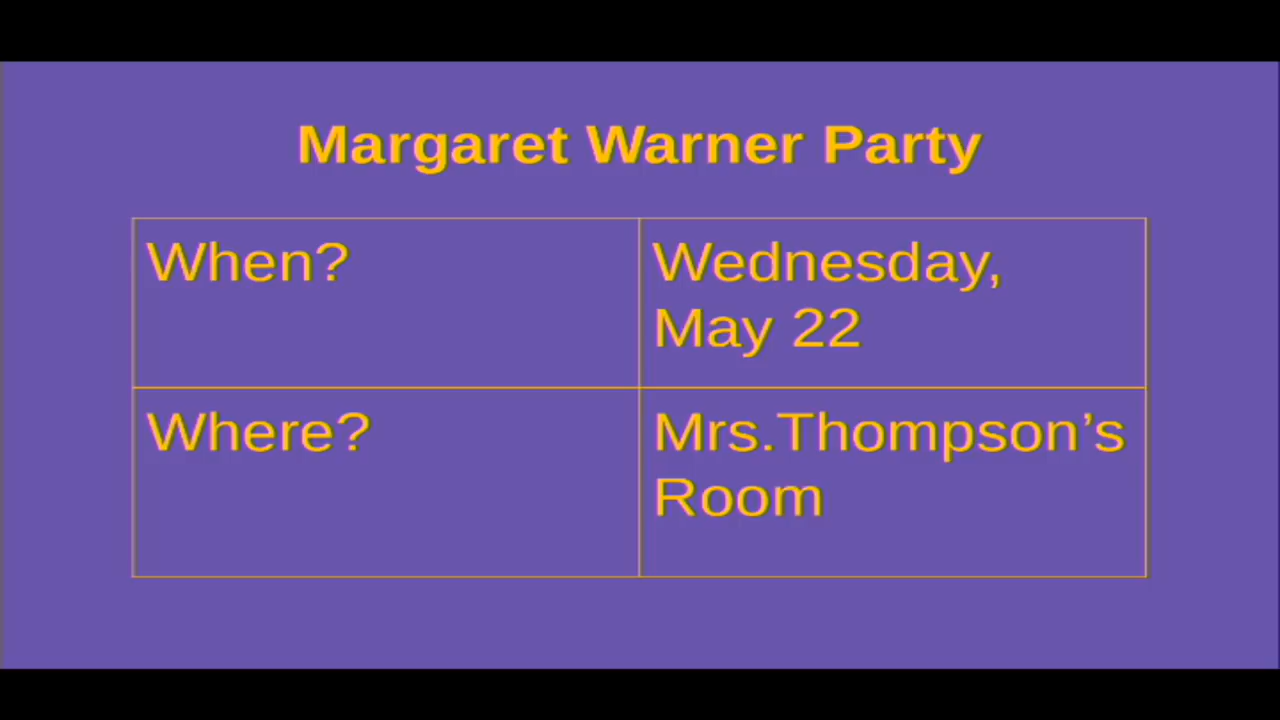 Margaret Warner Party
When?
Wednesday,
May 22
Where?
Mrs.Thompson’s
Room